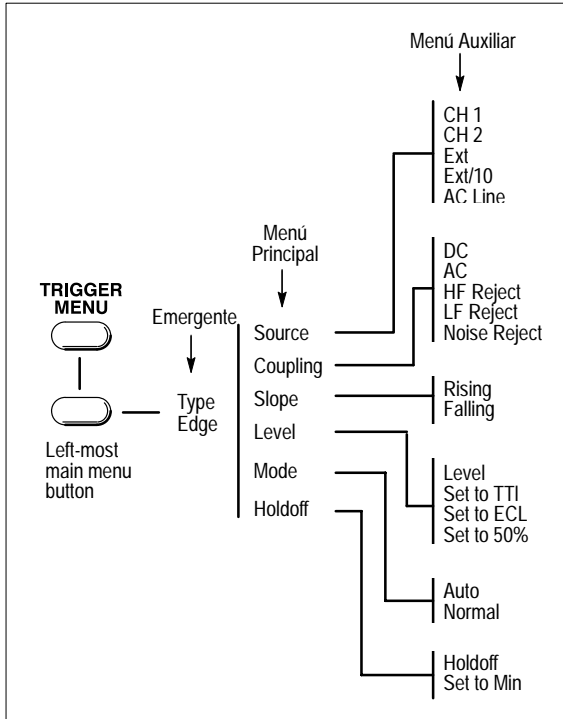 Menú Auxiliar
CH 1
CH 2
Ext
Ext/10
AC Line
Menú
Principal
DC
AC
HF Reject
LF Reject
Noise Reject
TRIGGER
MENU
Emergente
Source
Coupling
Slope
Level
Mode
Holdoff
Type
Edge
Rising
Falling
Left-most
main menu
button
Level
Set to TTI
Set to ECL
Set to 50%
Auto
Normal
Holdoff
Set to Min